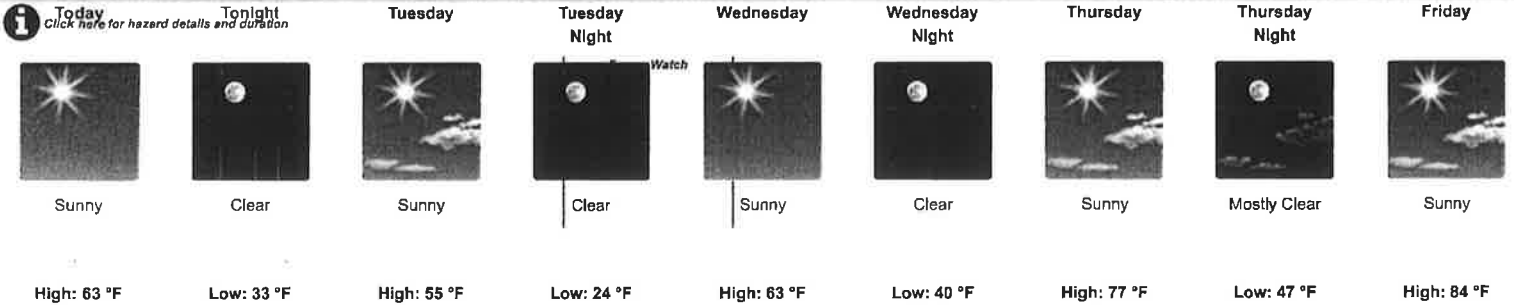 Today
Click here for hazard details and duration
Tonight
Tuesday
Tuesday
Night
Wednesday
Wednesday
Night
Thursday
Thursday
Night
Friday
Watch
Sunny
Clear
Sunny
Clear
Sunny
Clear
Sunny
Mostly Clear
Sunny
High: 63 °F
Low: 33 °F
High: 55 °F
Low: 24 °F
High: 63 °F
Low: 40 °F
High: 77 °F
Low: 47 °F
High: 84 °F